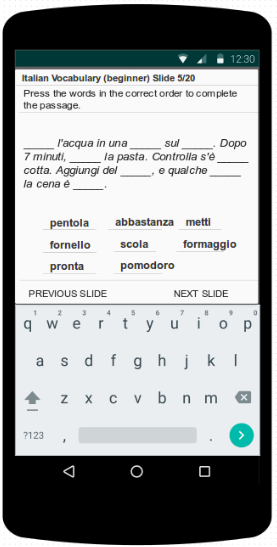 12:30
Italian Vocabulary (beginner) Slide 5/20
Press the words in the correct order to complete
the passage.
_____ l'acqua in una _____ sul _____. Dopo
7 minuti, _____ la pasta. Controlla s'è _____
cotta. Aggiungi del _____, e qualche _____
la cena é _____.
pentola abbastanza metti
fornello scola formaggio
pronta pomodoro
PREVIOUS SLIDE NEXT SLIDE
1 2 3 4 5 6 7 8 9 0
q w e r t y u i o p
a s d f g h j k l
z x c v b n m
?123 , .